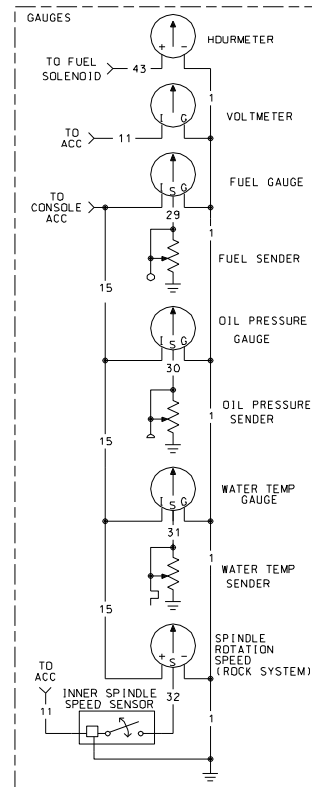 GAUGES
+ -
HOURMETER
TO FUEL
SOLENOID
43
1
I G
VOLTMETER
TO
ACC
11
I S G
FUEL GAUGE
TO
CONSOLE
ACC
29
1
FUEL SENDER
15
OIL PRESSURE
GAUGE
I S G
30
OIL PRESSURE
SENDER
1
15
WATER TEMP
GAUGE
I S G
31
1
WATER TEMP
SENDER
15
+ S -
SPINDLE
ROTATION
SPEED
(ROCK SYSTEM)
TO
ACC
11
INNER SPINDLE
SPEED SENSOR
32
1